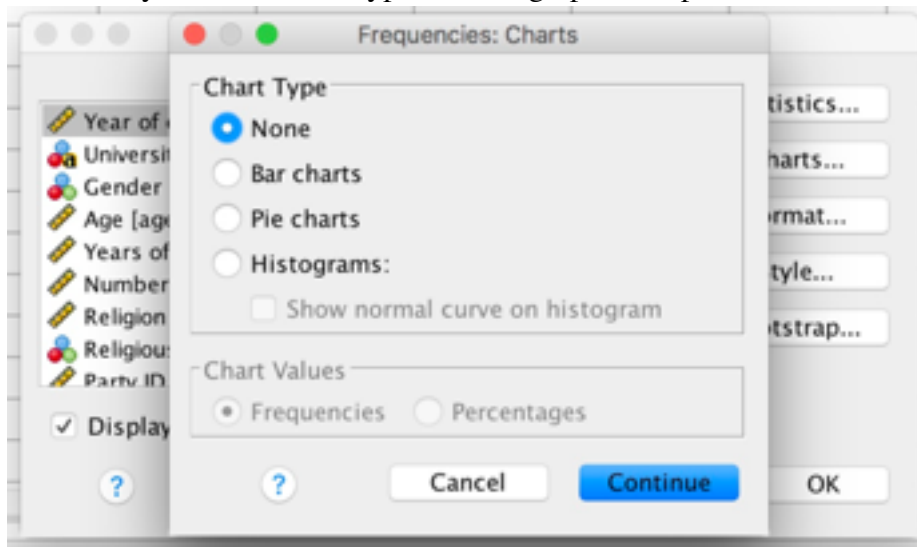 Frequencies: Charts
Chart Type
None
Bar charts
Pie charts
Histograms:
Show normal curve on histogram
Chart Values
Frequencies Percentages
? Cancel Continue
Year of
Universit
Gender
Age [age
Years of
Number
Religion
Religious
Party ID
Display
?
tistics...
harts...
rmat...
tyle...
tstrap...
OK